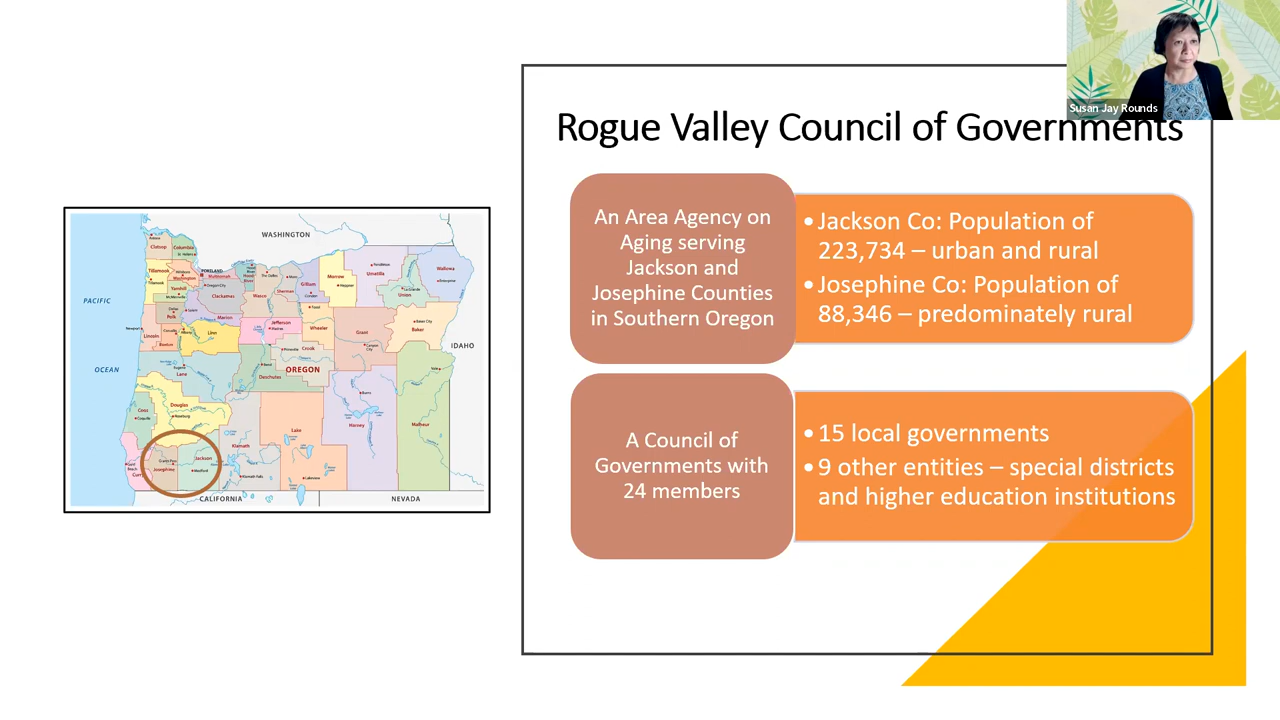 Susan Jay Rounds
Rogue Valley Council of Governments
An Area Agency on
Aging serving
Jackson and
Josephine Counties
in Southern Oregon
• Jackson Co: Population of
223,734 – urban and rural
• Josephine Co: Population of
88,346 – predominately rural
A Council of
Governments with
24 members
• 15 local governments
• 9 other entities – special districts
and higher education institutions
WASHINGTON
PACIFIC
OCEAN
IDAHO
OREGON
CALIFORNIA
NEVADA
Clatsop
Columbia
Tillamook
Washington
Yamhill
PORTLAND
Multnomah
Clackamas
Polk
Marion
Lincoln
Benton
Linn
Lane
Wasco
Sherman
Gilliam
Morrow
Umatilla
Union
Wallowa
Jefferson
Wheeler
Grant
Baker
Crook
Deschutes
Coos
Douglas
Curry
Josephine
Jackson
Klamath
Lake
Harney
Malheur